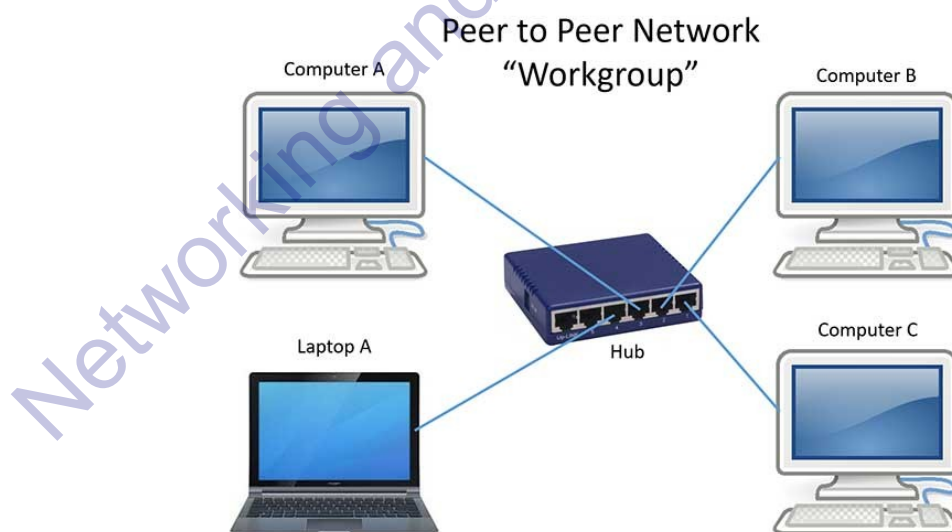 Peer to Peer Network
“Workgroup”
Computer A
Computer B
Hub
Laptop A
Computer C
Networking and